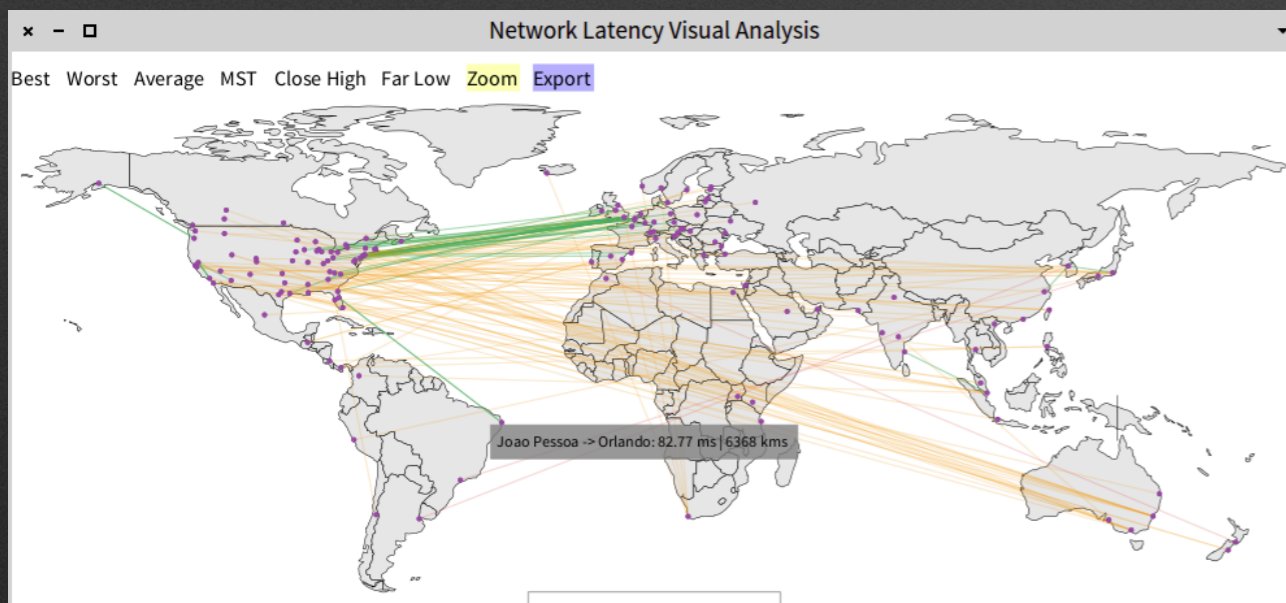 Network Latency Visual Analysis
Best Worst Average MST Close High Far Low Zoom Export
Joao Pessoa -> Orlando: 82.77 ms | 6368 kms